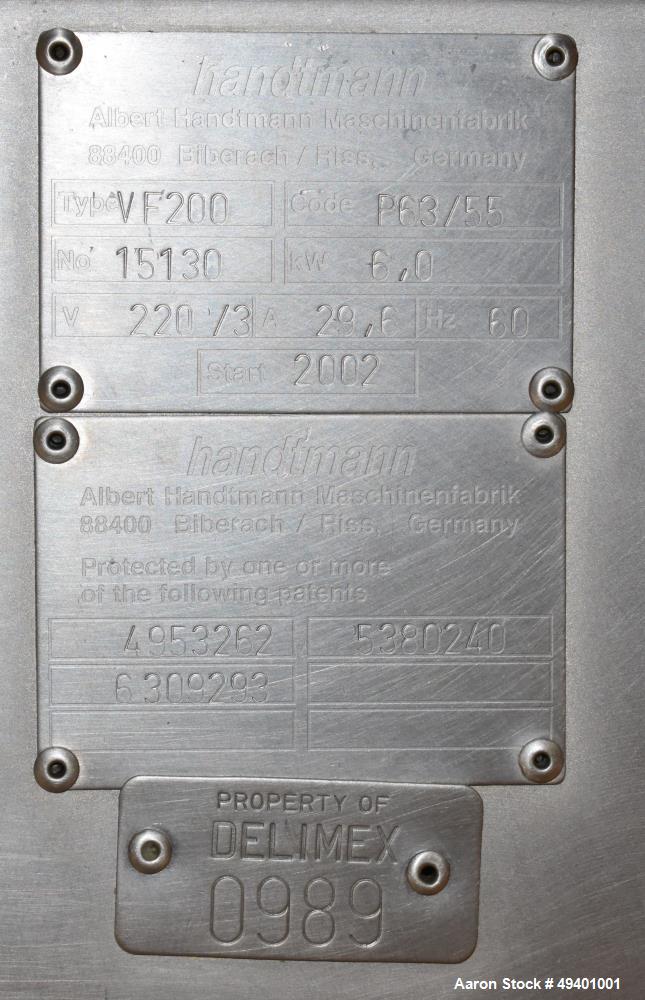 handtmann
Albert Handtmann Maschinenfabrik
88400 Biberach / Riss, Germany
Type VF200 Code P63/55
No 15130 kW 6,0
V 220 /3 A 29,6 Hz 60
Start 2002
handtmann
Albert Handtmann Maschinenfabrik
88400 Biberach / Riss, Germany
Protected by one or more
of the following patents
4953262 5380240
6309293
PROPERTY OF
DELIMEX
0989
Aaron Stock # 49401001